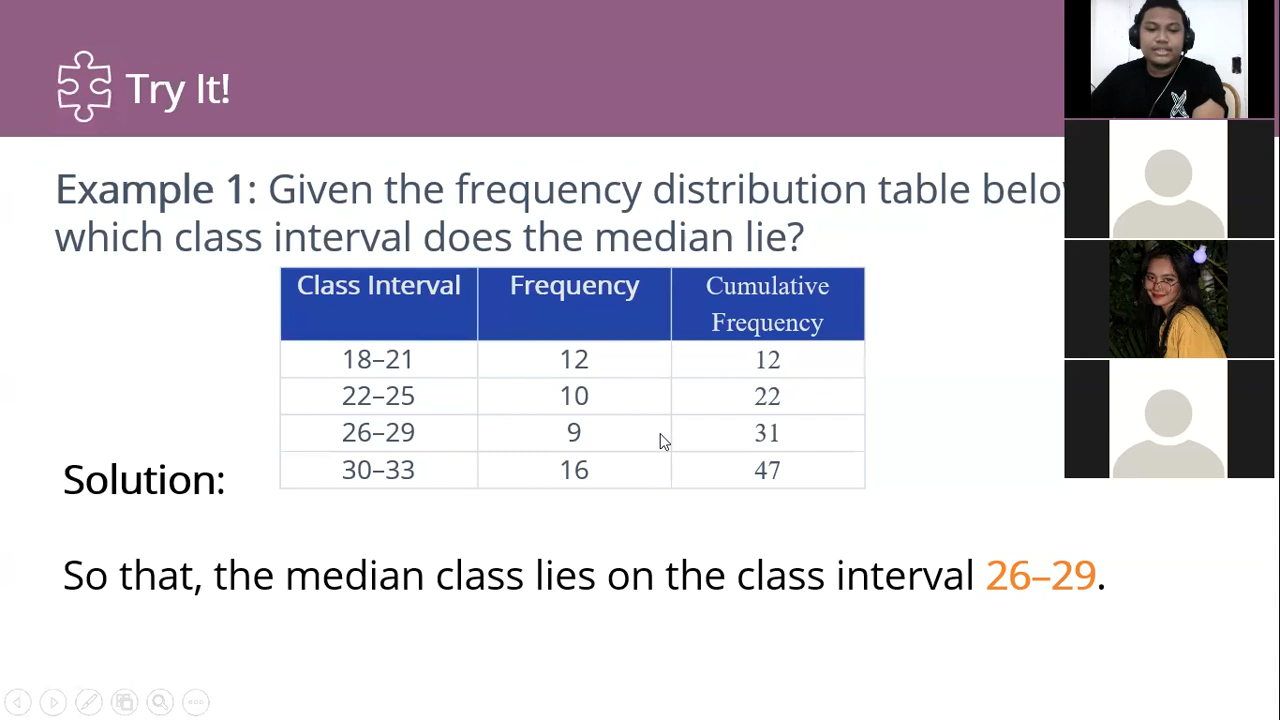 Try It!
Example 1: Given the frequency distribution table
which class interval does the median lie?
Class Interval Frequency Cumulative
Frequency
18–21 12 12
22–25 10 22
26–29 9 31
30–33 16 47
Solution:
So that, the median class lies on the class interval 26–29.